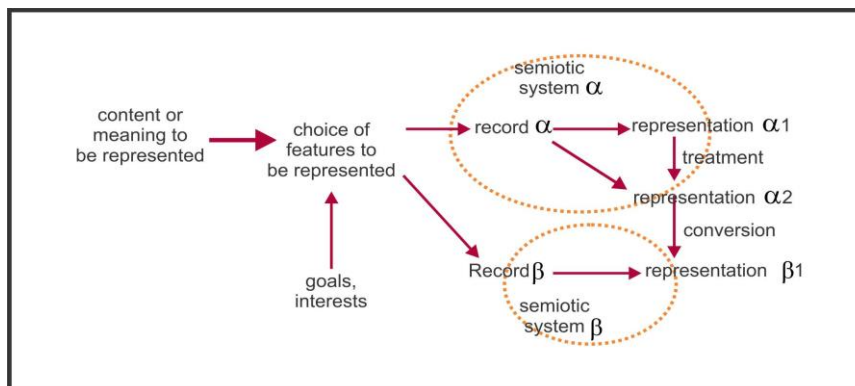 content or
meaning to
be represented
choice of
features to
be represented
goals,
interests
semiotic
system α
record α
representation α1
treatment
representation α2
conversion
Record β
representation β1
semiotic
system β